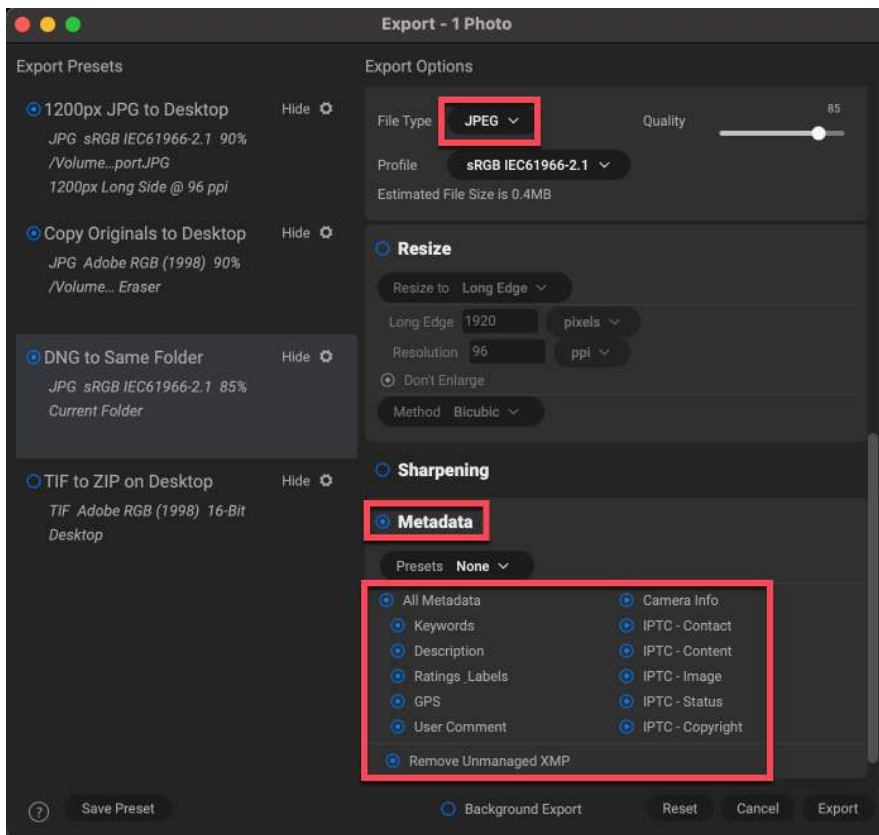 Export - 1 Photo
Export Presets
1200px JPG to Desktop Hide
JPG sRGB IEC61966-2.1 90%
/Volume...portJPG
1200px Long Side @ 96 ppi
Copy Originals to Desktop Hide
JPG Adobe RGB (1998) 90%
/Volume... Eraser
DNG to Same Folder Hide
JPG sRGB IEC61966-2.1 85%
Current Folder
TIF to ZIP on Desktop Hide
TIF Adobe RGB (1998) 16-Bit
Desktop
Export Options
File Type JPEG Quality 85
Profile sRGB IEC61966-2.1
Estimated File Size is 0.4MB
Resize
Resize to Long Edge
Long Edge 1920 pixels
Resolution 96 ppi
Don't Enlarge
Method Bicubic
Sharpening
Metadata
Presets None
All Metadata Camera Info
Keywords IPTC - Contact
Description IPTC - Content
Ratings_Labels IPTC - Image
GPS IPTC - Status
User Comment IPTC - Copyright
Remove Unmanaged XMP
? Save Preset Background Export Reset Cancel Export